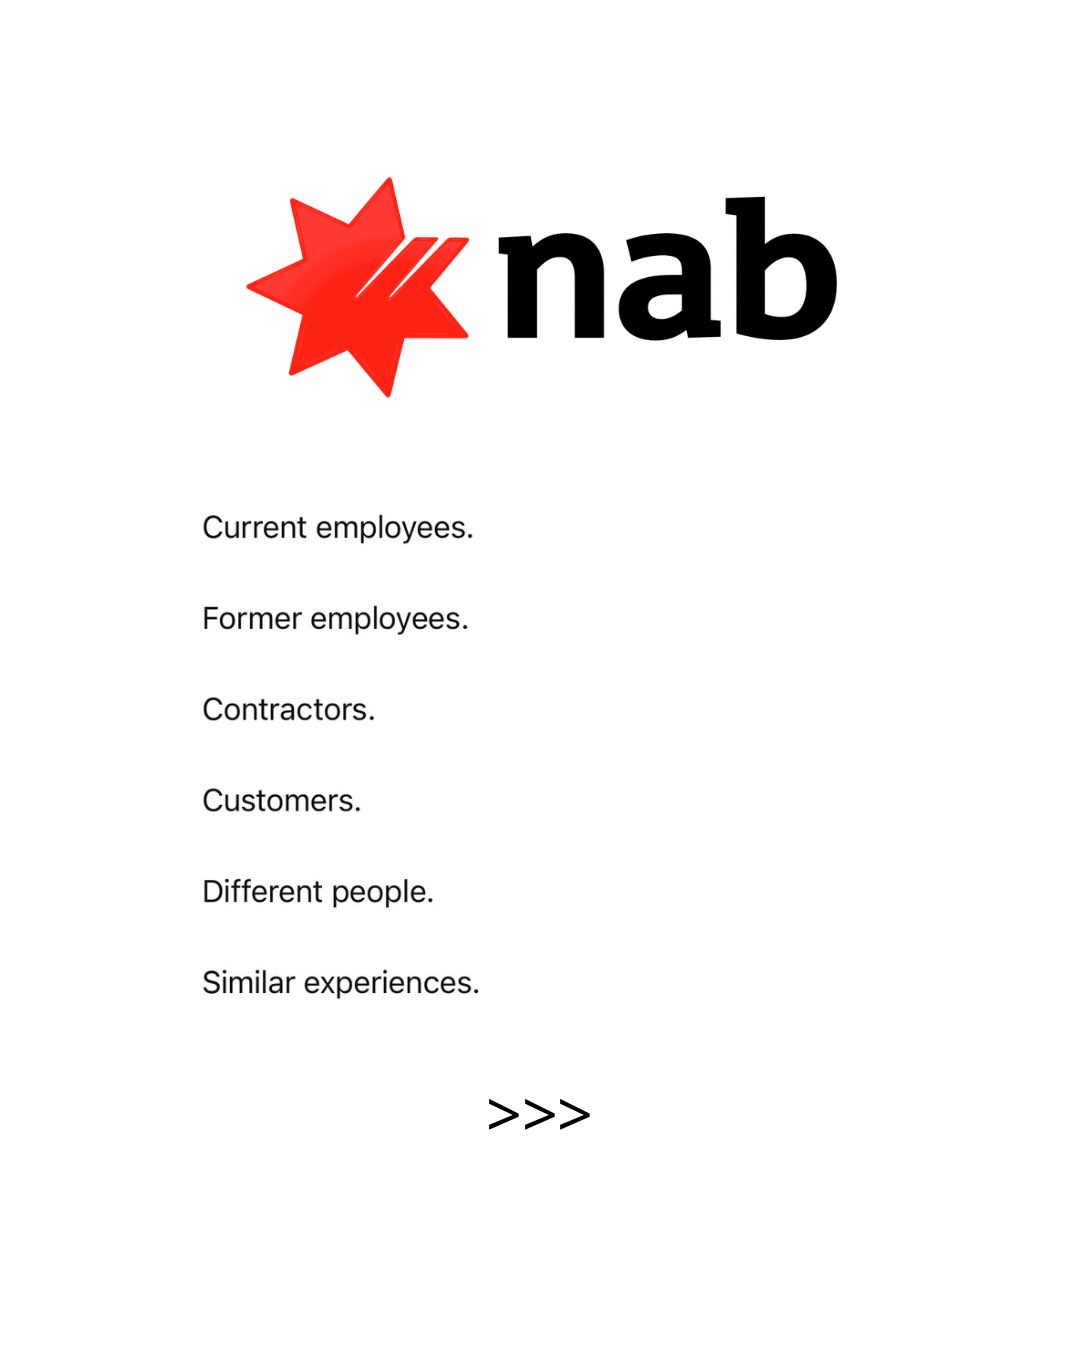 nab
Current employees.
Former employees.
Contractors.
Customers.
Different people.
Similar experiences.
>>>